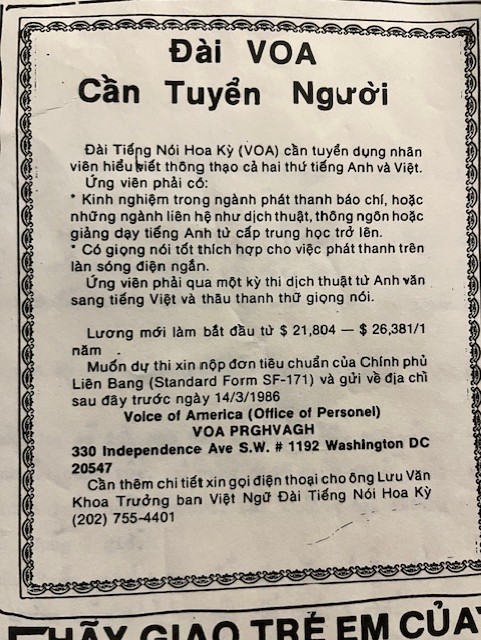 Đài VOA
Cần Tuyển Người
Đài Tiếng Nói Hoa Kỳ (VOA) cần tuyển dụng nhân
viên hiểu biết thông thạo cả hai thứ tiếng Anh và Việt.
Ứng viên phải có:
* Kinh nghiệm trong ngành phát thanh báo chí, hoặc
những ngành liên hệ như dịch thuật, thông ngôn hoặc
giảng dạy tiếng Anh từ cấp trung học trở lên.
* Có giọng nói tốt thích hợp cho việc phát thanh trên
làn sóng điện ngắn.
Ứng viên phải qua một kỳ thi dịch thuật từ Anh văn
sang tiếng Việt và thâu thanh thử giọng nói.
Lương mới làm bắt đầu từ $ 21,804 — $ 26,381/1
năm .
Muốn dự thi xin nộp đơn tiêu chuẩn của Chính phủ
Liên Bang (Standard Form SF-171) và gửi về địa chỉ
sau đây trước ngày 14/3/1986
Voice of America (Office of Personel)
VOA PRGHVAGH
330 Independence Ave S.W. # 1192 Washington DC
20547
Cần thêm chi tiết xin gọi điện thoại cho ông Lưu Văn
Khoa Trưởng ban Việt Ngữ Đài Tiếng Nói Hoa Kỳ
(202) 755-4401
HÃY GIAO TRẺ EM CỦA